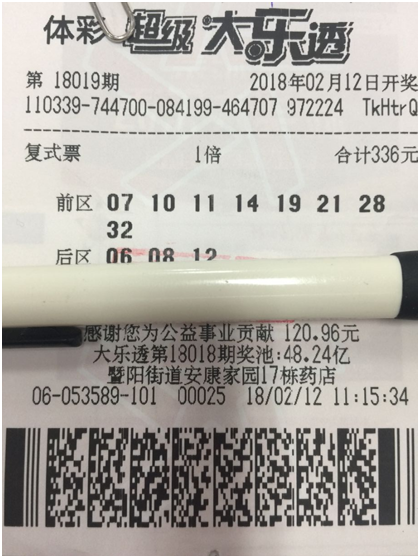 体彩 超级大乐透
第 18019期 2018年02月12日开奖
110339-744700-084199-464707 972224 TkHtrQ
复式票 1倍 合计336元
前区 07 10 11 14 19 21 28
32
后区 06 08 12
感谢您为公益事业贡献 120.96元
大乐透第18018期奖池:48.24亿
暨阳街道安康家园17栋药店
06-053589-101 00025 18/02/12 11:15:34